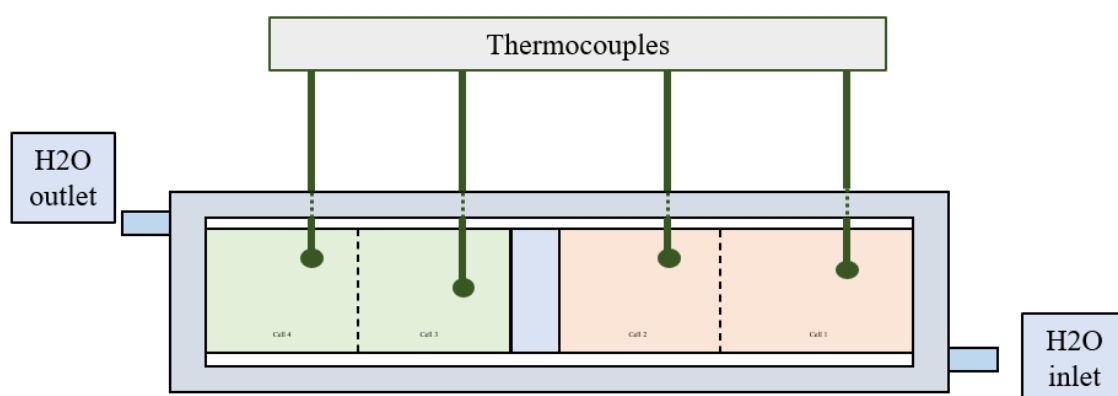 Thermocouples
H2O
outlet
Cell 4
Cell 3
Cell 2
Cell 1
H2O
inlet